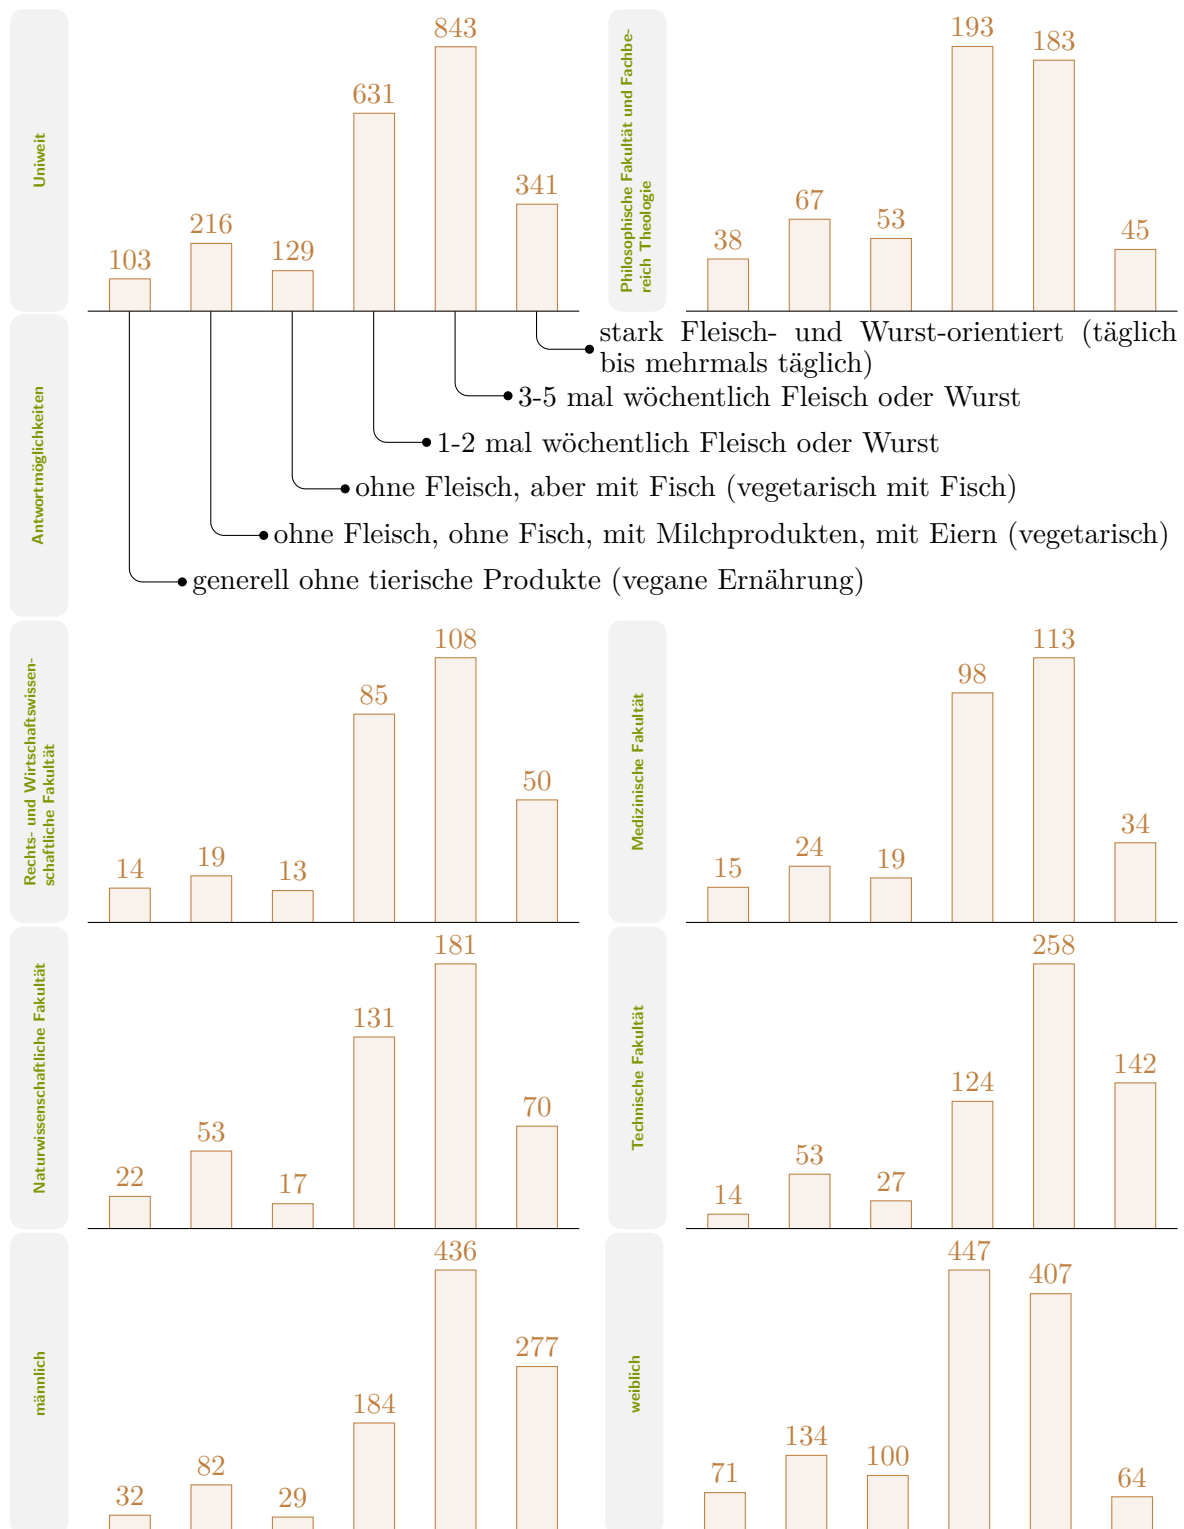 Uniweit
103
216
129
631
843
341
Philosophische Fakultät und Fachbe-
reich Theologie
38
67
53
193
183
45
Antwortmöglichkeiten
stark Fleisch- und Wurst-orientiert (täglich
bis mehrmals täglich)
3-5 mal wöchentlich Fleisch oder Wurst
1-2 mal wöchentlich Fleisch oder Wurst
ohne Fleisch, aber mit Fisch (vegetarisch mit Fisch)
ohne Fleisch, ohne Fisch, mit Milchprodukten, mit Eiern (vegetarisch)
generell ohne tierische Produkte (vegane Ernährung)
Rechts- und Wirtschaftswissen-
schaftliche Fakultät
14
19
13
85
108
50
Medizinische Fakultät
15
24
19
98
113
34
Naturwissenschaftliche Fakultät
22
53
17
131
181
70
Technische Fakultät
14
53
27
124
258
142
männlich
32
82
29
184
436
277
weiblich
71
134
100
447
407
64